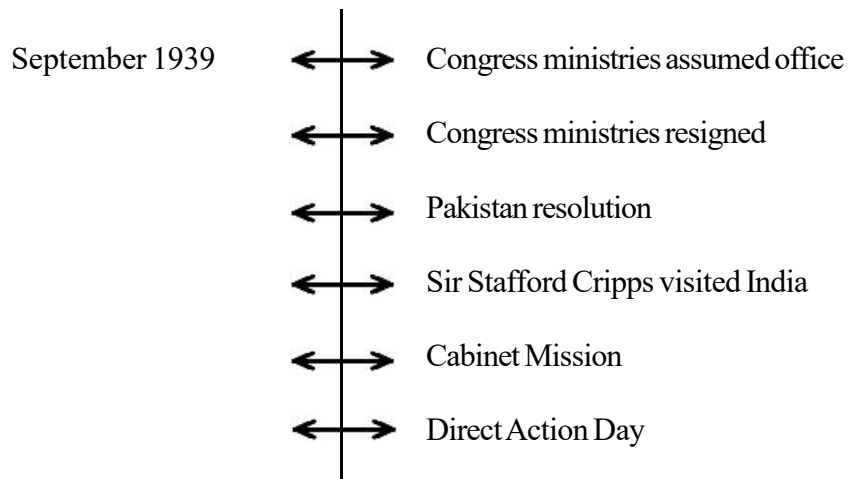 September 1939 Congress ministries assumed office
Congress ministries resigned
Pakistan resolution
Sir Stafford Cripps visited India
Cabinet Mission
Direct Action Day